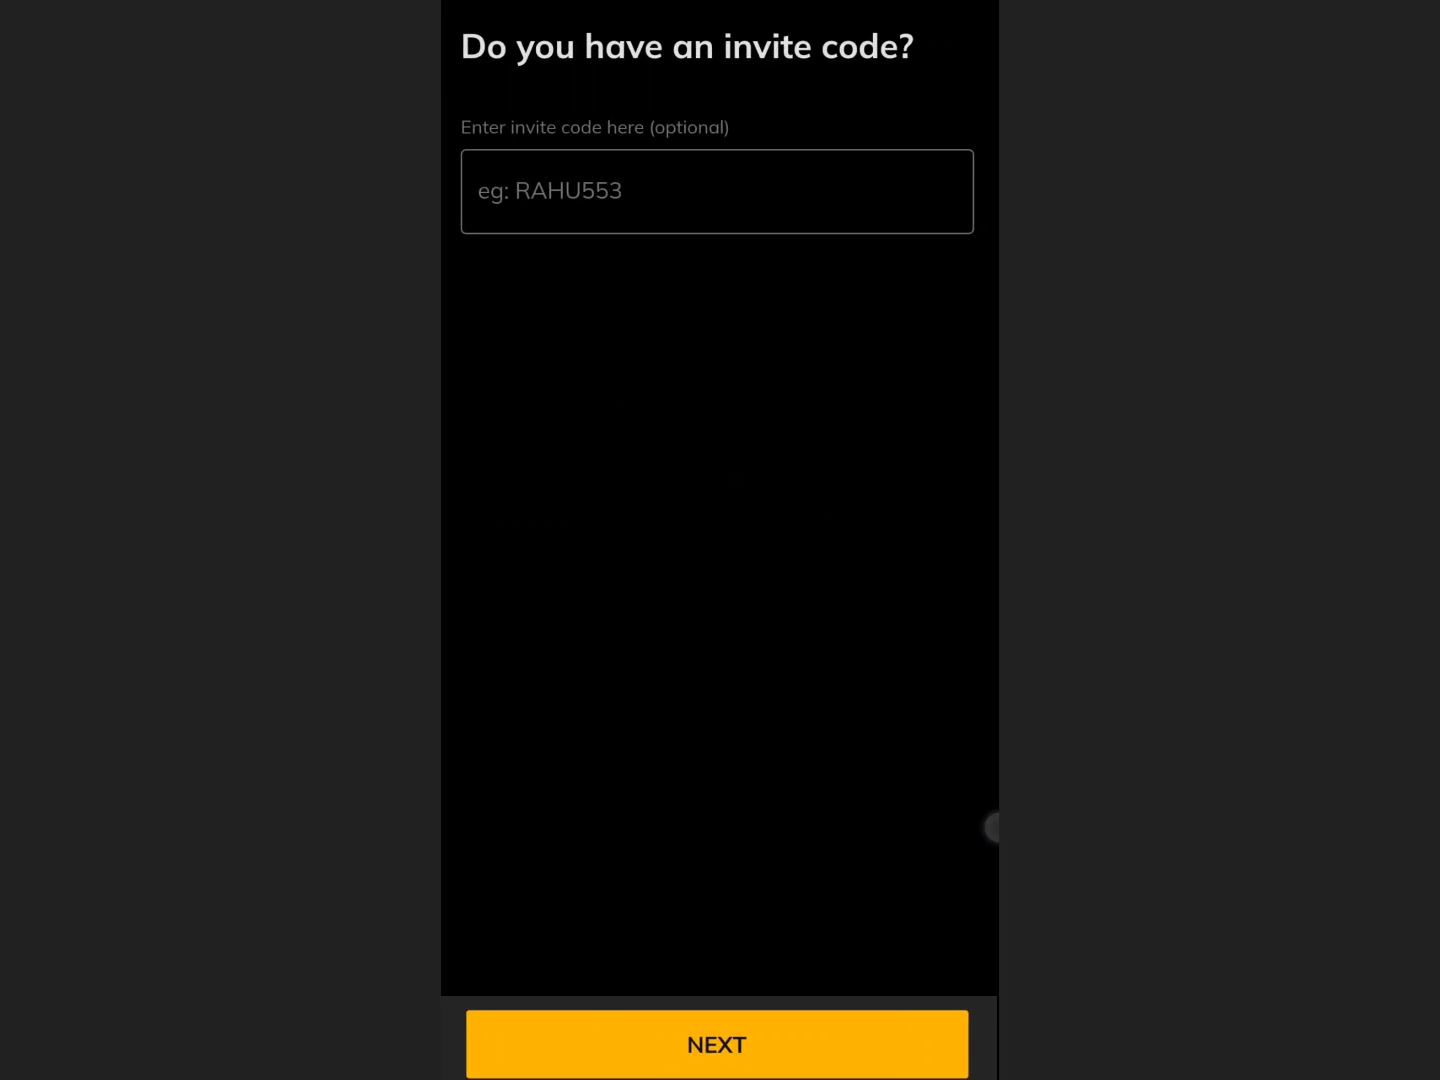 Do you have an invite code?
Enter invite code here (optional)
eg: RAHU553
NEXT